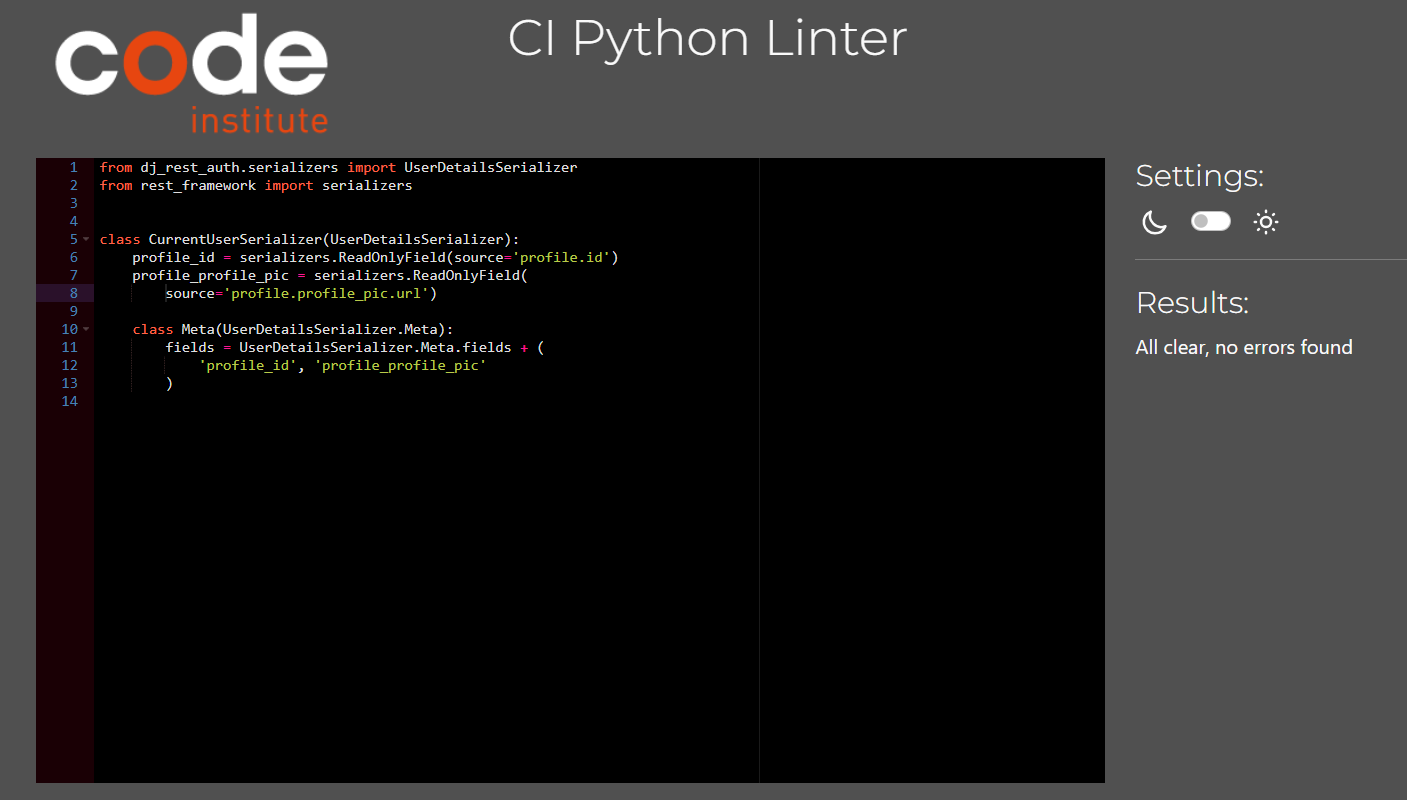 code
institute
CI Python Linter
1 from dj_rest_auth.serializers import UserDetailsSerializer
2 from rest_framework import serializers
3
4
5 class CurrentUserSerializer(UserDetailsSerializer):
6     profile_id = serializers.ReadOnlyField(source='profile.id')
7     profile_profile_pic = serializers.ReadOnlyField(
8         source='profile.profile_pic.url')
9
10     class Meta(UserDetailsSerializer.Meta):
11         fields = UserDetailsSerializer.Meta.fields + (
12             'profile_id', 'profile_profile_pic'
13         )
14
Settings:
Results:
All clear, no errors found